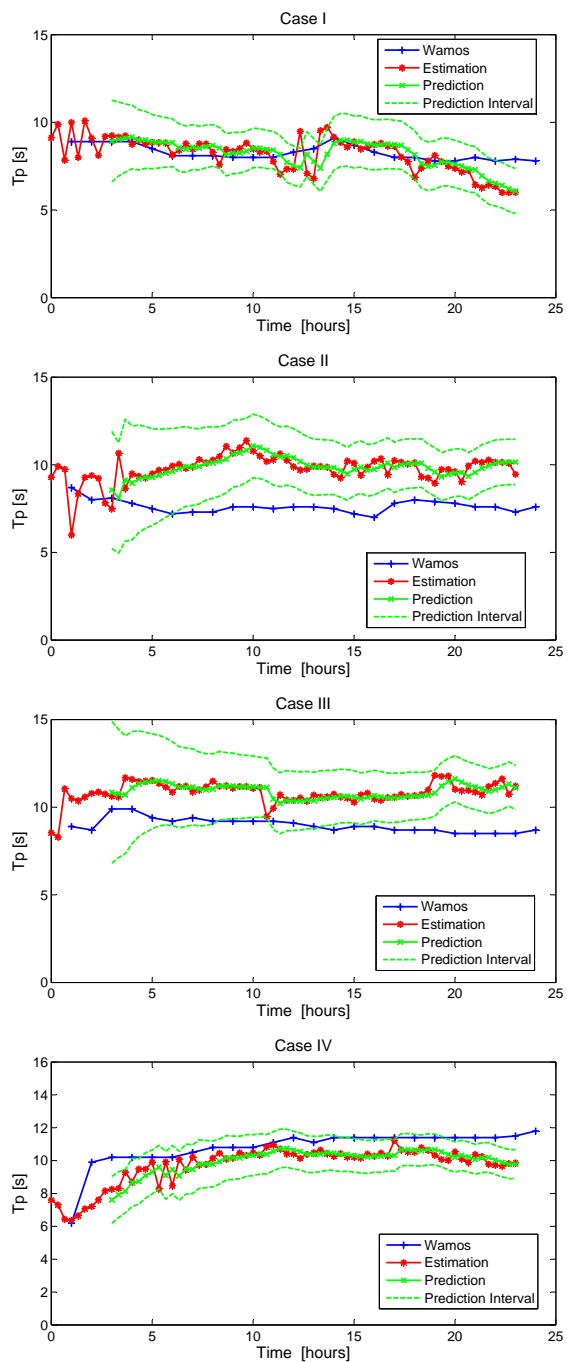 Case I
15
10
5
0
Tp [s]
Wamos
Estimation
Prediction
Prediction Interval
0 5 10 15 20 25
Time [hours]
Case II
15
10
5
0
Tp [s]
Wamos
Estimation
Prediction
Prediction Interval
0 5 10 15 20 25
Time [hours]
Case III
15
10
5
0
Tp [s]
Wamos
Estimation
Prediction
Prediction Interval
0 5 10 15 20 25
Time [hours]
Case IV
16
14
12
10
8
6
4
2
0
Tp [s]
Wamos
Estimation
Prediction
Prediction Interval
0 5 10 15 20 25
Time [hours]